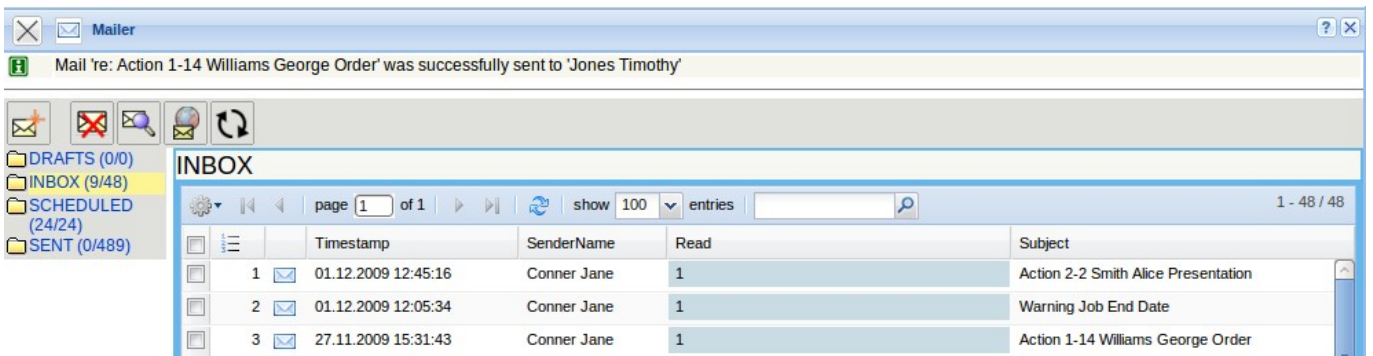 Mailer
Mail 're: Action 1-14 Williams George Order' was successfully sent to 'Jones Timothy'
DRAFTS (0/0)
INBOX (9/48)
SCHEDULED
(24/24)
SENT (0/489)
INBOX
page 1 of 1 show 100 entries 1 - 48 / 48
Timestamp SenderName Read Subject
1 01.12.2009 12:45:16 Conner Jane 1 Action 2-2 Smith Alice Presentation
2 01.12.2009 12:05:34 Conner Jane 1 Warning Job End Date
3 27.11.2009 15:31:43 Conner Jane 1 Action 1-14 Williams George Order